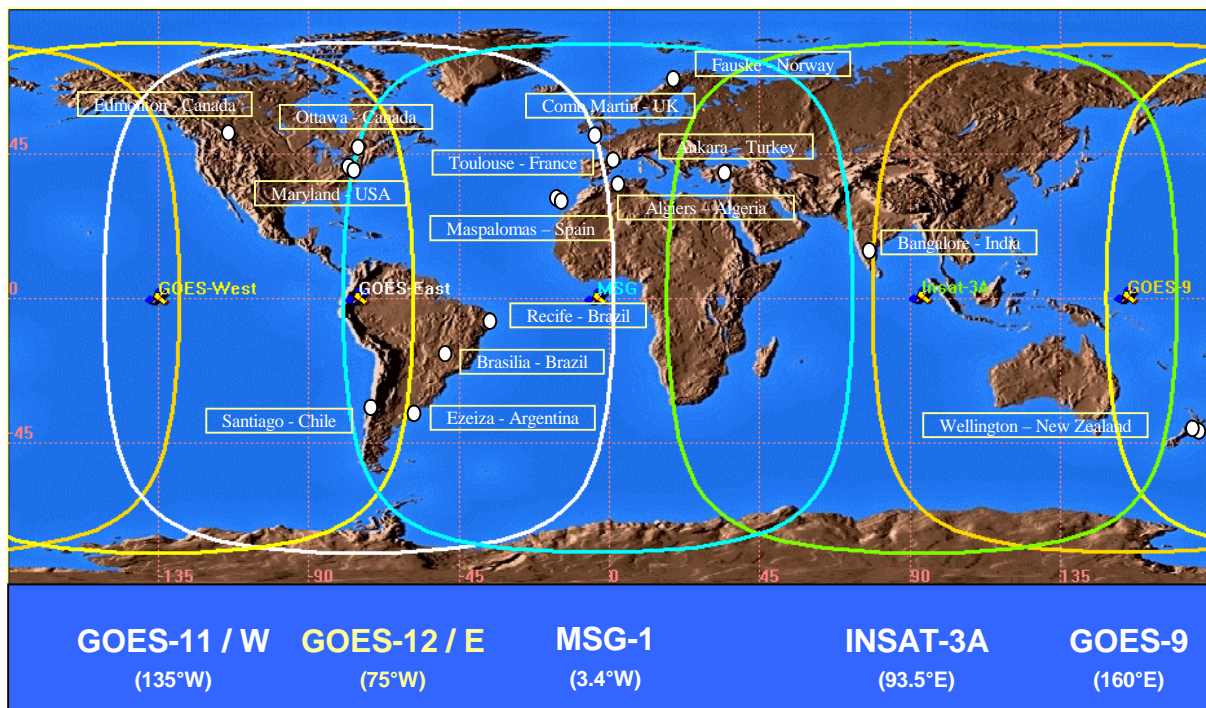 Fauske - Norway
Edmonton - Canada
Comb Martin - UK
Ottawa - Canada
45
Ankara – Turkey
Toulouse - France
Maryland - USA
Algiers – Algeria
Maspalomas – Spain
Bangalore - India
0
GOES-West
GOES-East
MSG
Insat-3A
GOES-9
Recife - Brazil
Brasilia - Brazil
Santiago - Chile
Ezeiza - Argentina
Wellington – New Zealand
-45
-135
-90
-45
0
45
90
135
GOES-11 / W
GOES-12 / E
MSG-1
INSAT-3A
GOES-9
(135°W)
(75°W)
(3.4°W)
(93.5°E)
(160°E)